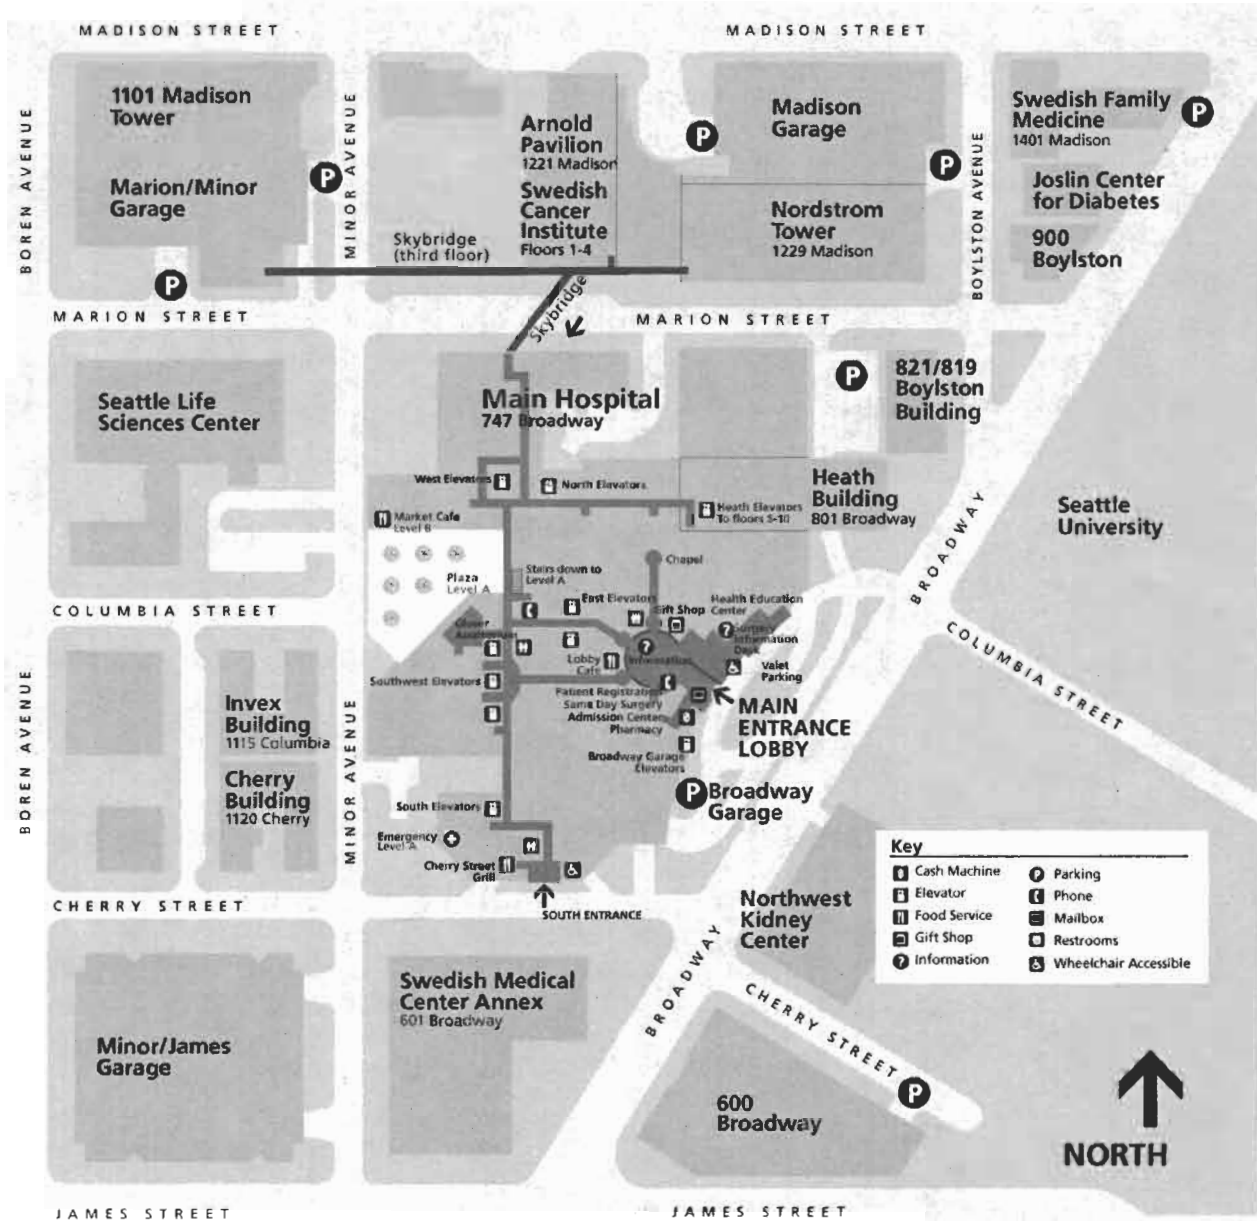 MADISON STREET
MADISON STREET
BOREN AVENUE
1101 Madison
Tower
Marion/Minor
Garage
P
P
MINOR AVENUE
Arnold
Pavilion
1221 Madison
Swedish
Cancer
Institute
Floors 1-4
Skybridge
(third floor)
P
Madison
Garage
P
Nordstrom
Tower
1229 Madison
BOYLSTON AVENUE
Swedish Family
Medicine
1401 Madison
P
Joslin Center
for Diabetes
900
Boylston
Skybridge
MARION STREET
MARION STREET
Seattle Life
Sciences Center
Main Hospital
747 Broadway
P
821/819
Boylston
Building
West Elevators
North Elevators
Heath Elevators
To floors 5-10
Heath
Building
801 Broadway
Seattle
University
BROADWAY
Market Cafe
Level B
Plaza
Level A
Stairs down to
Level A
Chapel
East Elevators
Gift Shop
Health Education
Center
Surgery
Information
Desk
Glaser
Auditorium
Lobby
Cafe
?
?
Information
Valet
Parking
COLUMBIA STREET
COLUMBIA STREET
Southwest Elevators
Patient Registration
Same Day Surgery
Admission Center
Pharmacy
MAIN
ENTRANCE
LOBBY
Broadway Garage
Elevators
P
Broadway
Garage
BOREN AVENUE
Invex
Building
1115 Columbia
Cherry
Building
1120 Cherry
MINOR AVENUE
South Elevators
Emergency
Level A
Cherry Street
Grill
SOUTH ENTRANCE
CHERRY STREET
Northwest
Kidney
Center
Key
Cash Machine
Elevator
Food Service
Gift Shop
? Information
P Parking
Phone
Mailbox
Restrooms
Wheelchair Accessible
BROADWAY
CHERRY STREET
P
Minor/James
Garage
Swedish Medical
Center Annex
601 Broadway
600
Broadway
NORTH
JAMES STREET
JAMES STREET